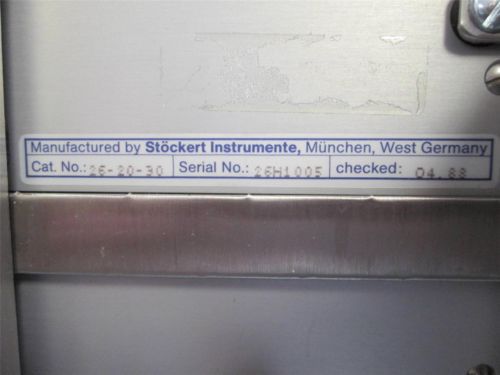 Manufactured by Stöckert Instrumente, München, West Germany
Cat. No.: 26-20-30 Serial No.: 26H1005 checked: 04.88